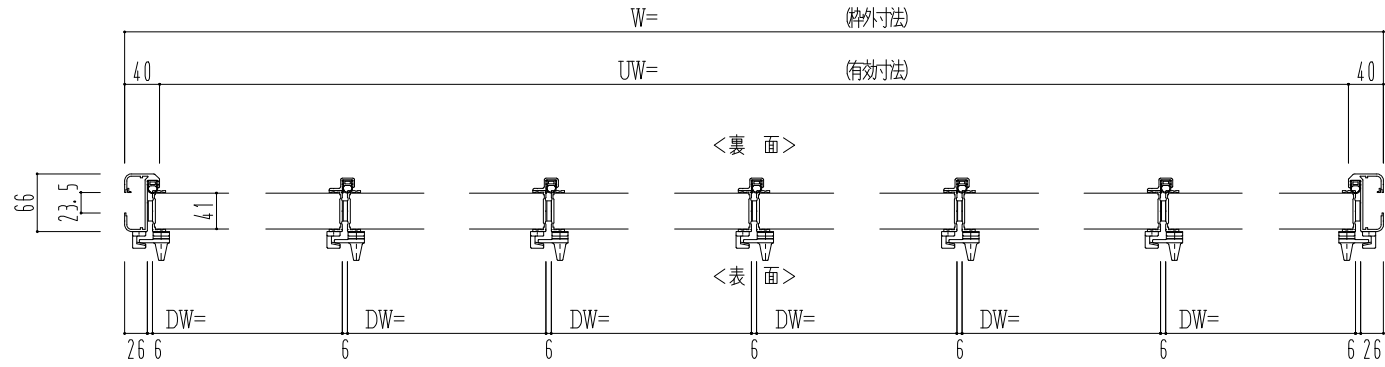 W= (枠外寸法)
40 UW= (有効寸法) 40
<裏 面>
66 23.5 41
<表 面>
DW= DW= DW= DW= DW= DW=
26 6 6 6 6 6 6 6 26